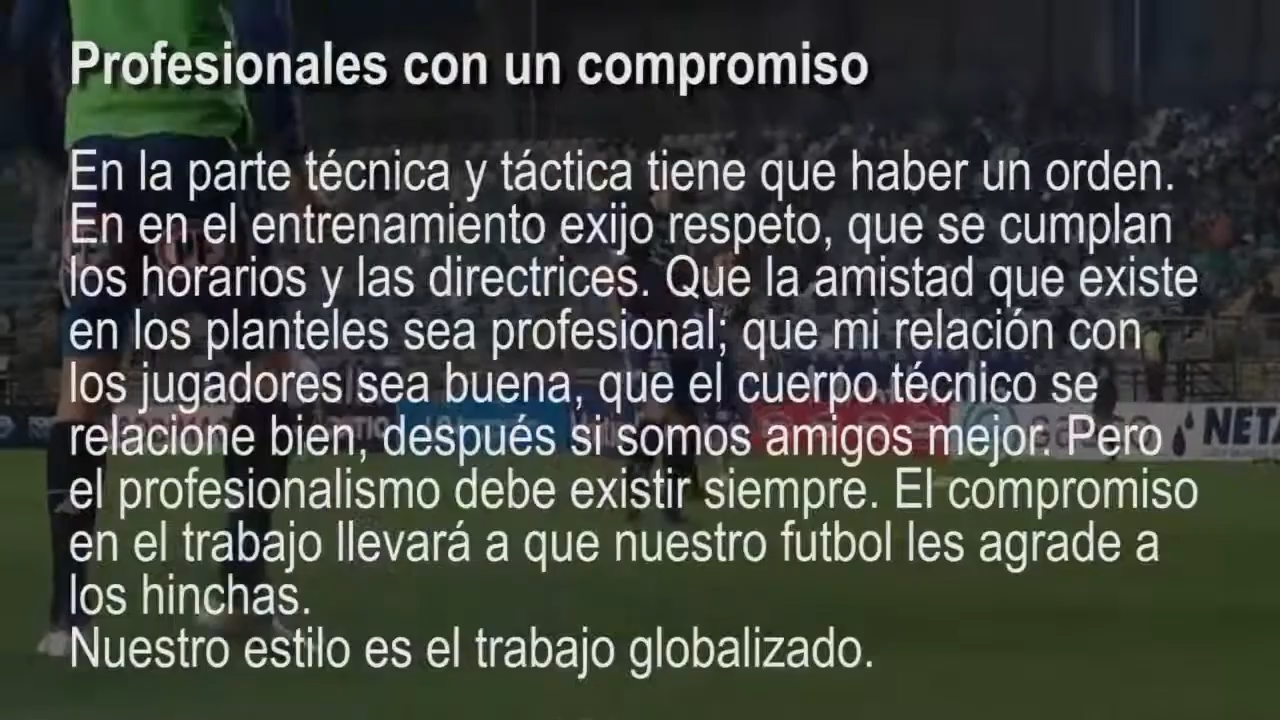 Profesionales con un compromiso
En la parte técnica y táctica tiene que haber un orden.
En en el entrenamiento exijo respeto, que se cumplan
los horarios y las directrices. Que la amistad que existe
en los planteles sea profesional; que mi relación con
los jugadores sea buena, que el cuerpo técnico se
relacione bien, después si somos amigos mejor. Pero
el profesionalismo debe existir siempre. El compromiso
en el trabajo llevará a que nuestro futbol les agrade a
los hinchas.
Nuestro estilo es el trabajo globalizado.
NETA